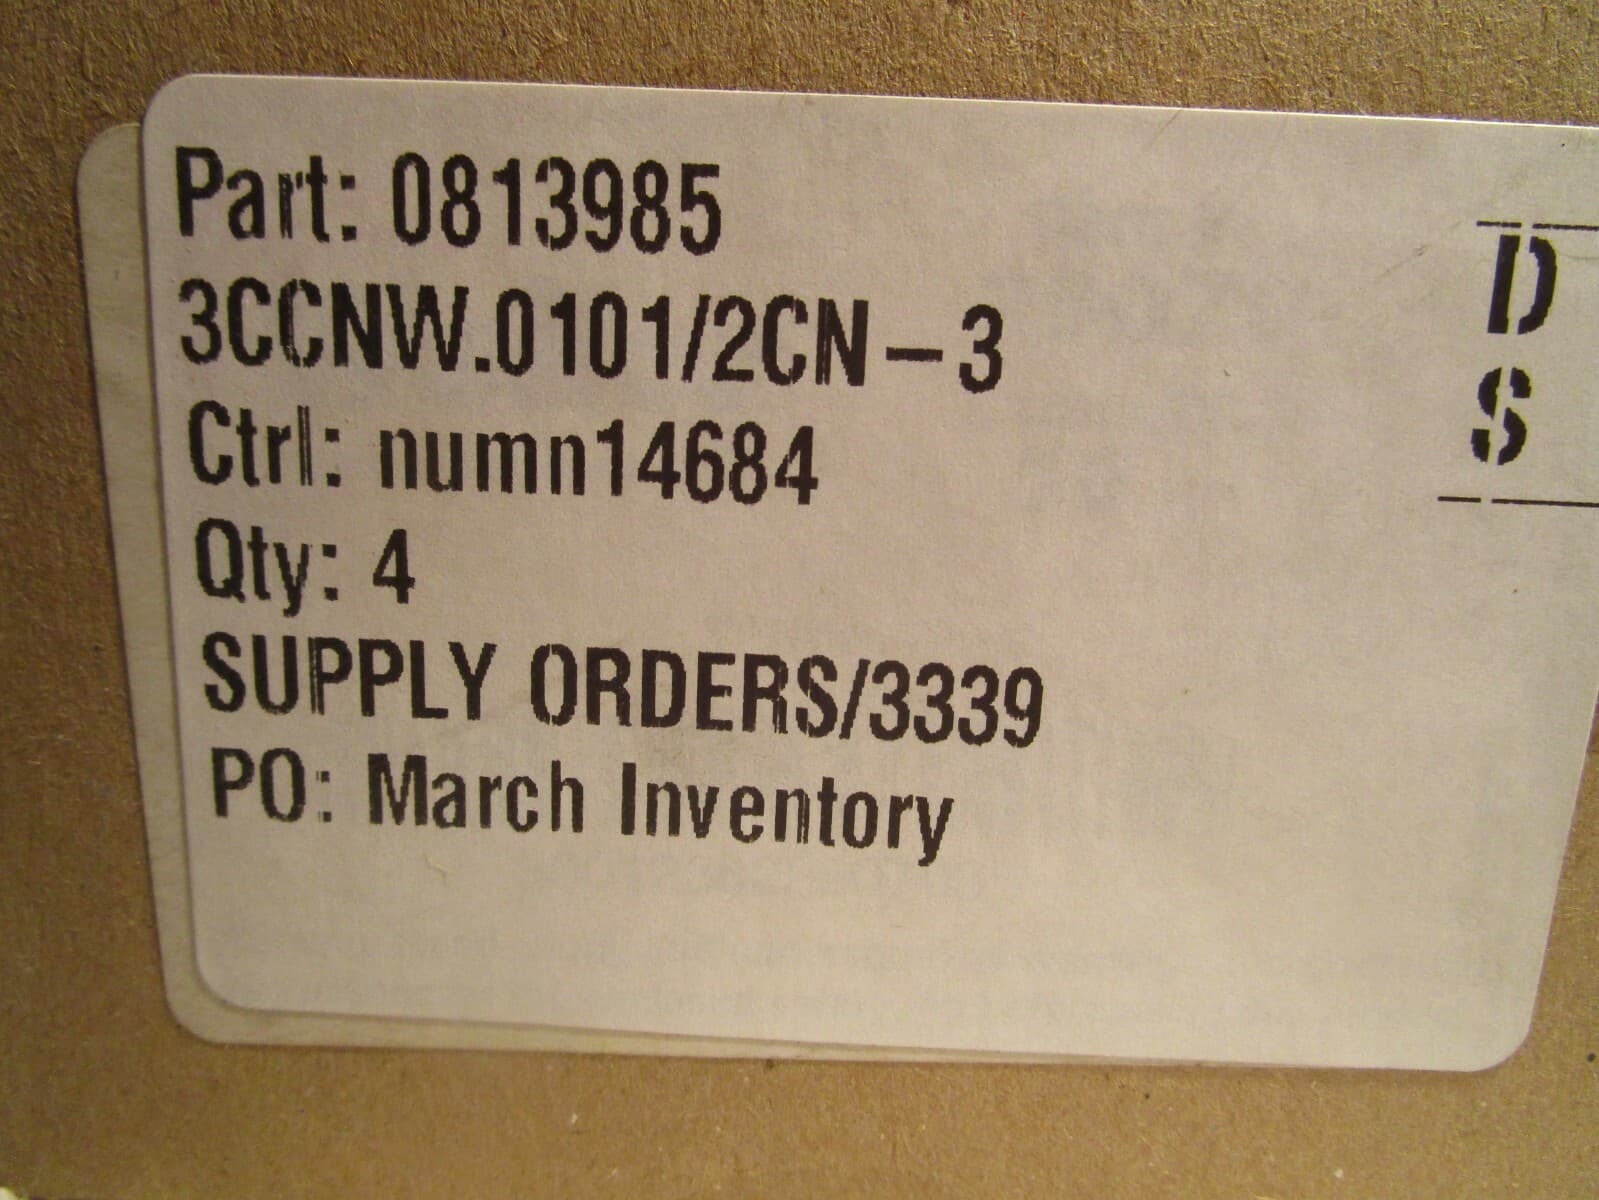 Part: 0813985
3CCNW.0101/2CN-3
Ctrl: numn14684
Qty: 4
SUPPLY ORDERS/3339
PO: March Inventory
D
S